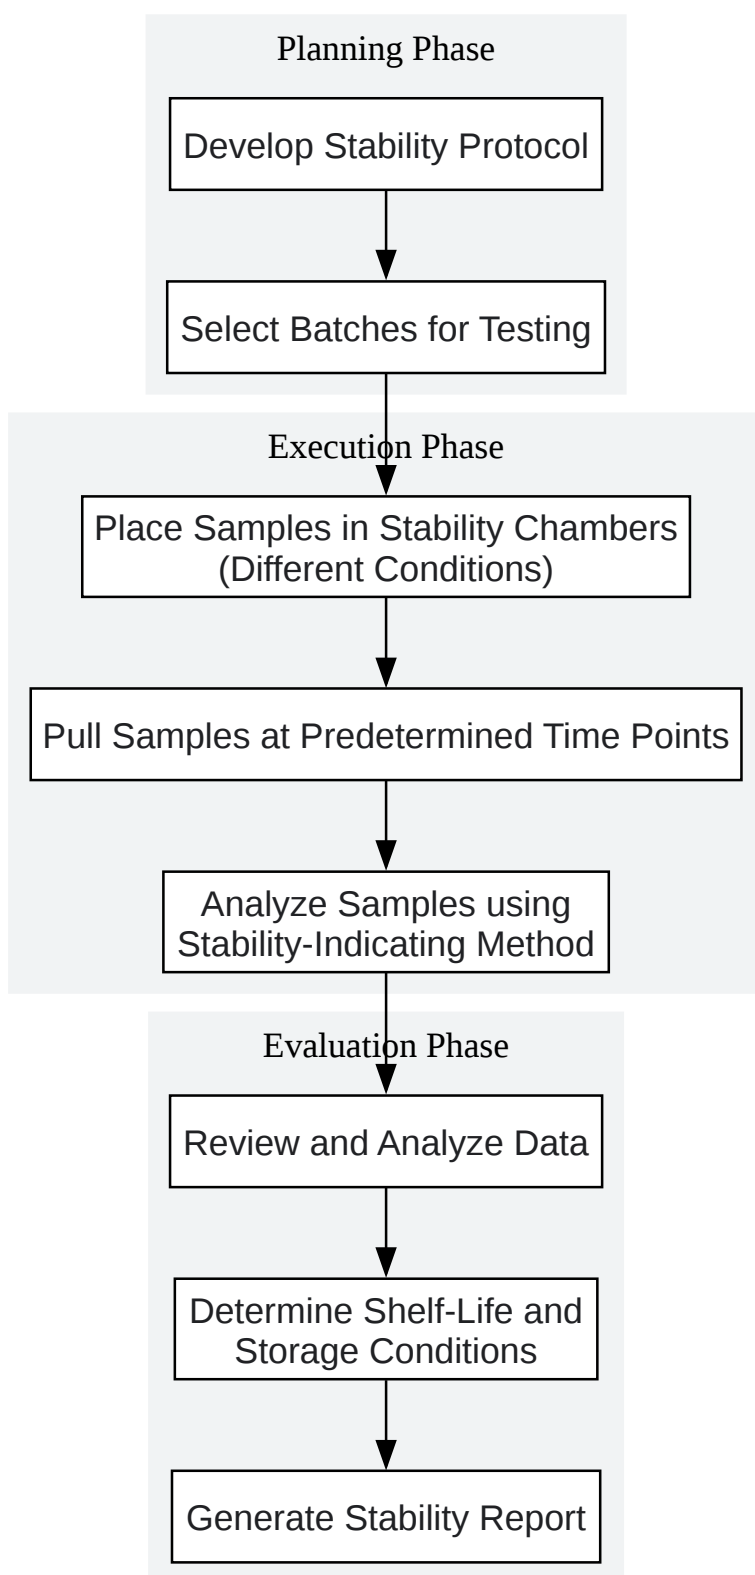 Planning Phase
Develop Stability Protocol
Select Batches for Testing
Execution Phase
Place Samples in Stability Chambers
(Different Conditions)
Pull Samples at Predetermined Time Points
Analyze Samples using
Stability-Indicating Method
Evaluation Phase
Review and Analyze Data
Determine Shelf-Life and
Storage Conditions
Generate Stability Report